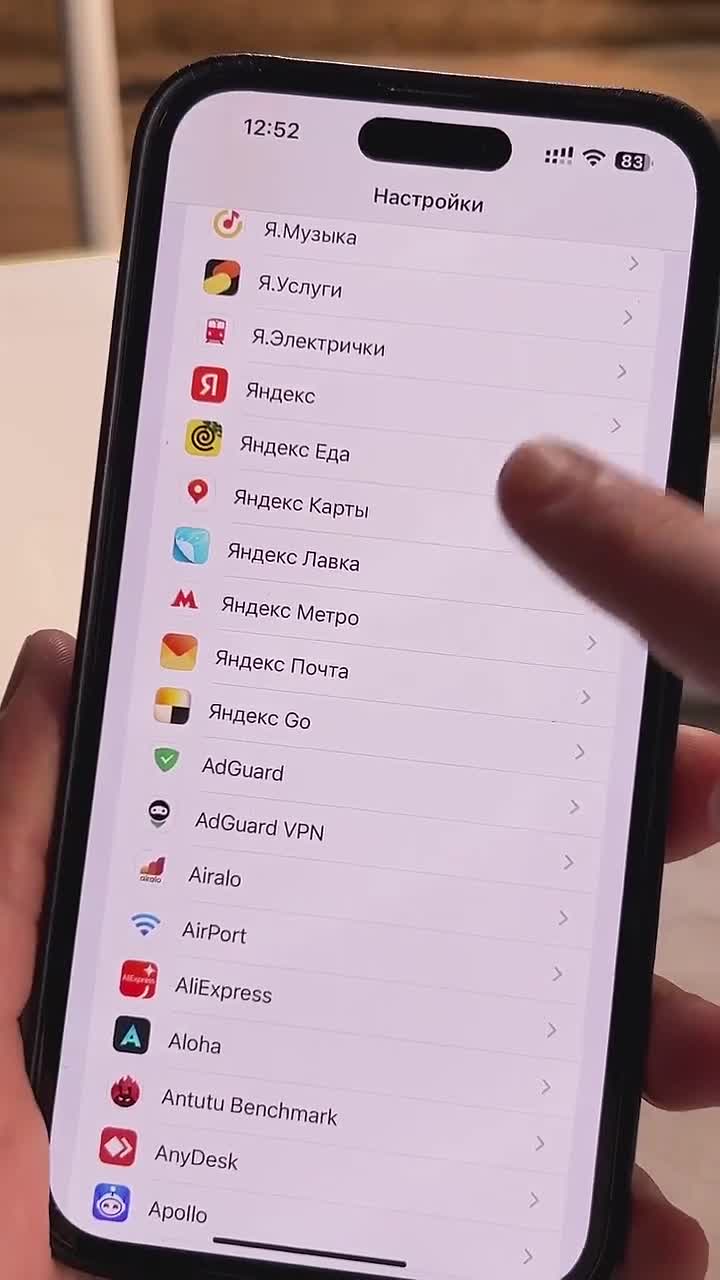 12:52
83
Настройки
Я.Музыка
Я.Услуги
Я.Электрички
Я
Яндекс
Яндекс Еда
Яндекс Карты
Яндекс Лавка
Яндекс Метро
Яндекс Почта
Яндекс Go
AdGuard
AdGuard VPN
airalo
Airalo
AirPort
AliExpress
AliExpress
Aloha
Antutu Benchmark
AnyDesk
Apollo